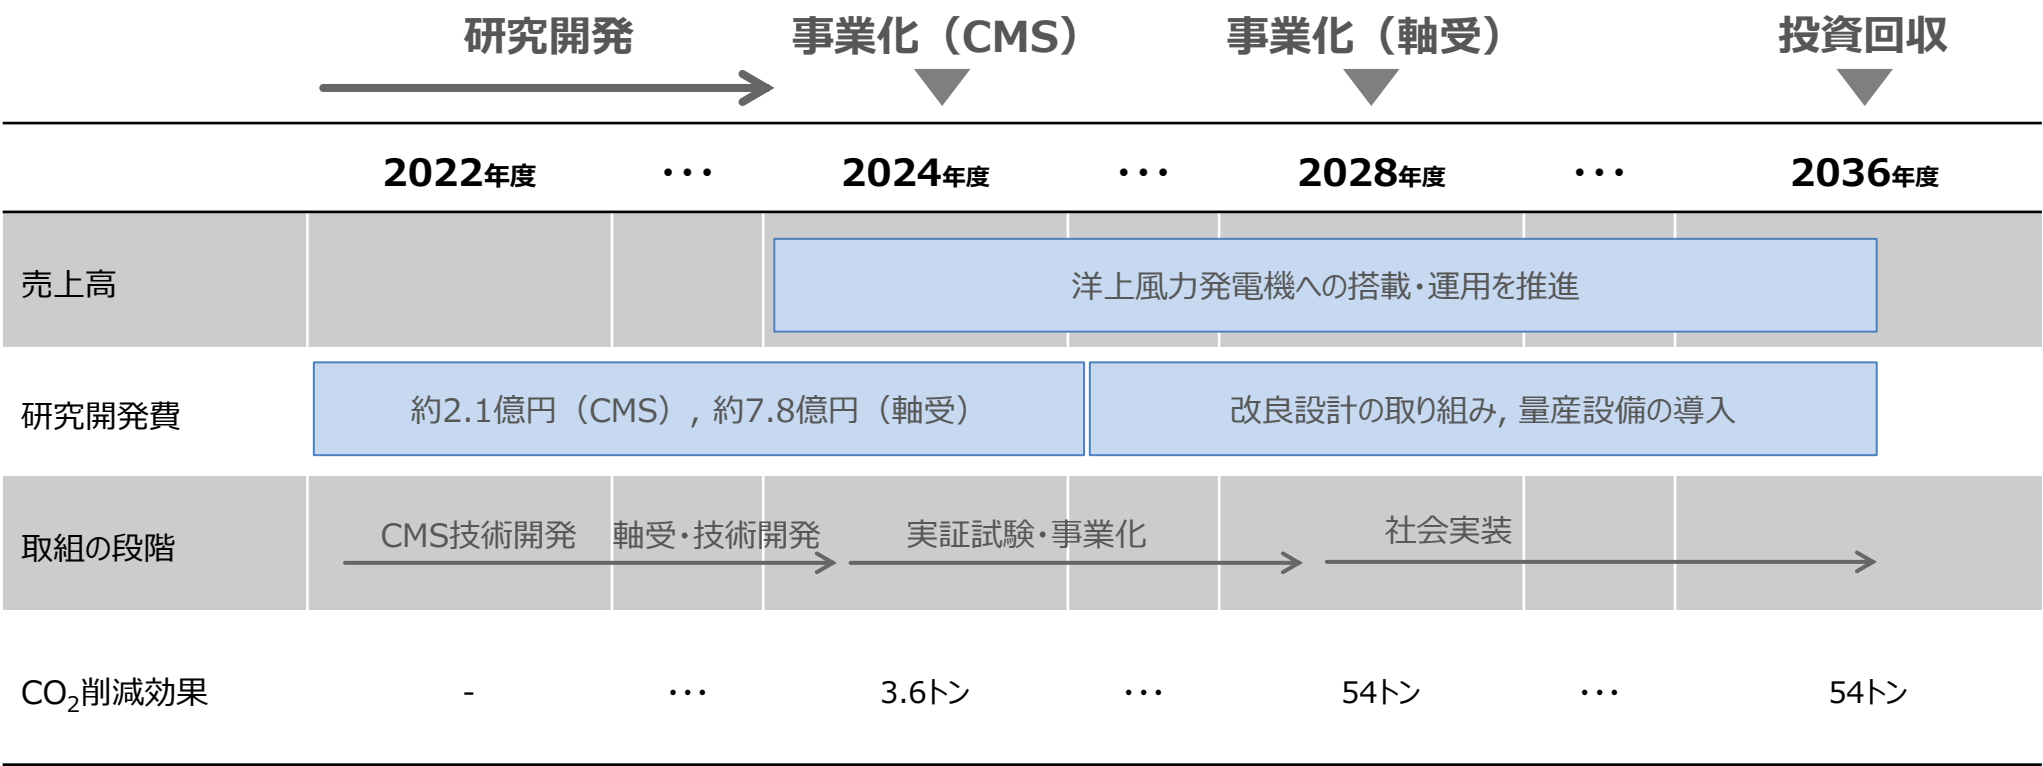 研究開発 事業化（CMS） 事業化（軸受） 投資回収
2022年度 ・・・ 2024年度 ・・・ 2028年度 ・・・ 2036年度
売上高 洋上風力発電機への搭載・運用を推進
研究開発費 約2.1億円（CMS）, 約7.8億円（軸受） 改良設計の取り組み, 量産設備の導入
取組の段階 CMS技術開発 軸受・技術開発 実証試験・事業化 社会実装
CO₂削減効果 - ・・・ 3.6トン ・・・ 54トン ・・・ 54トン